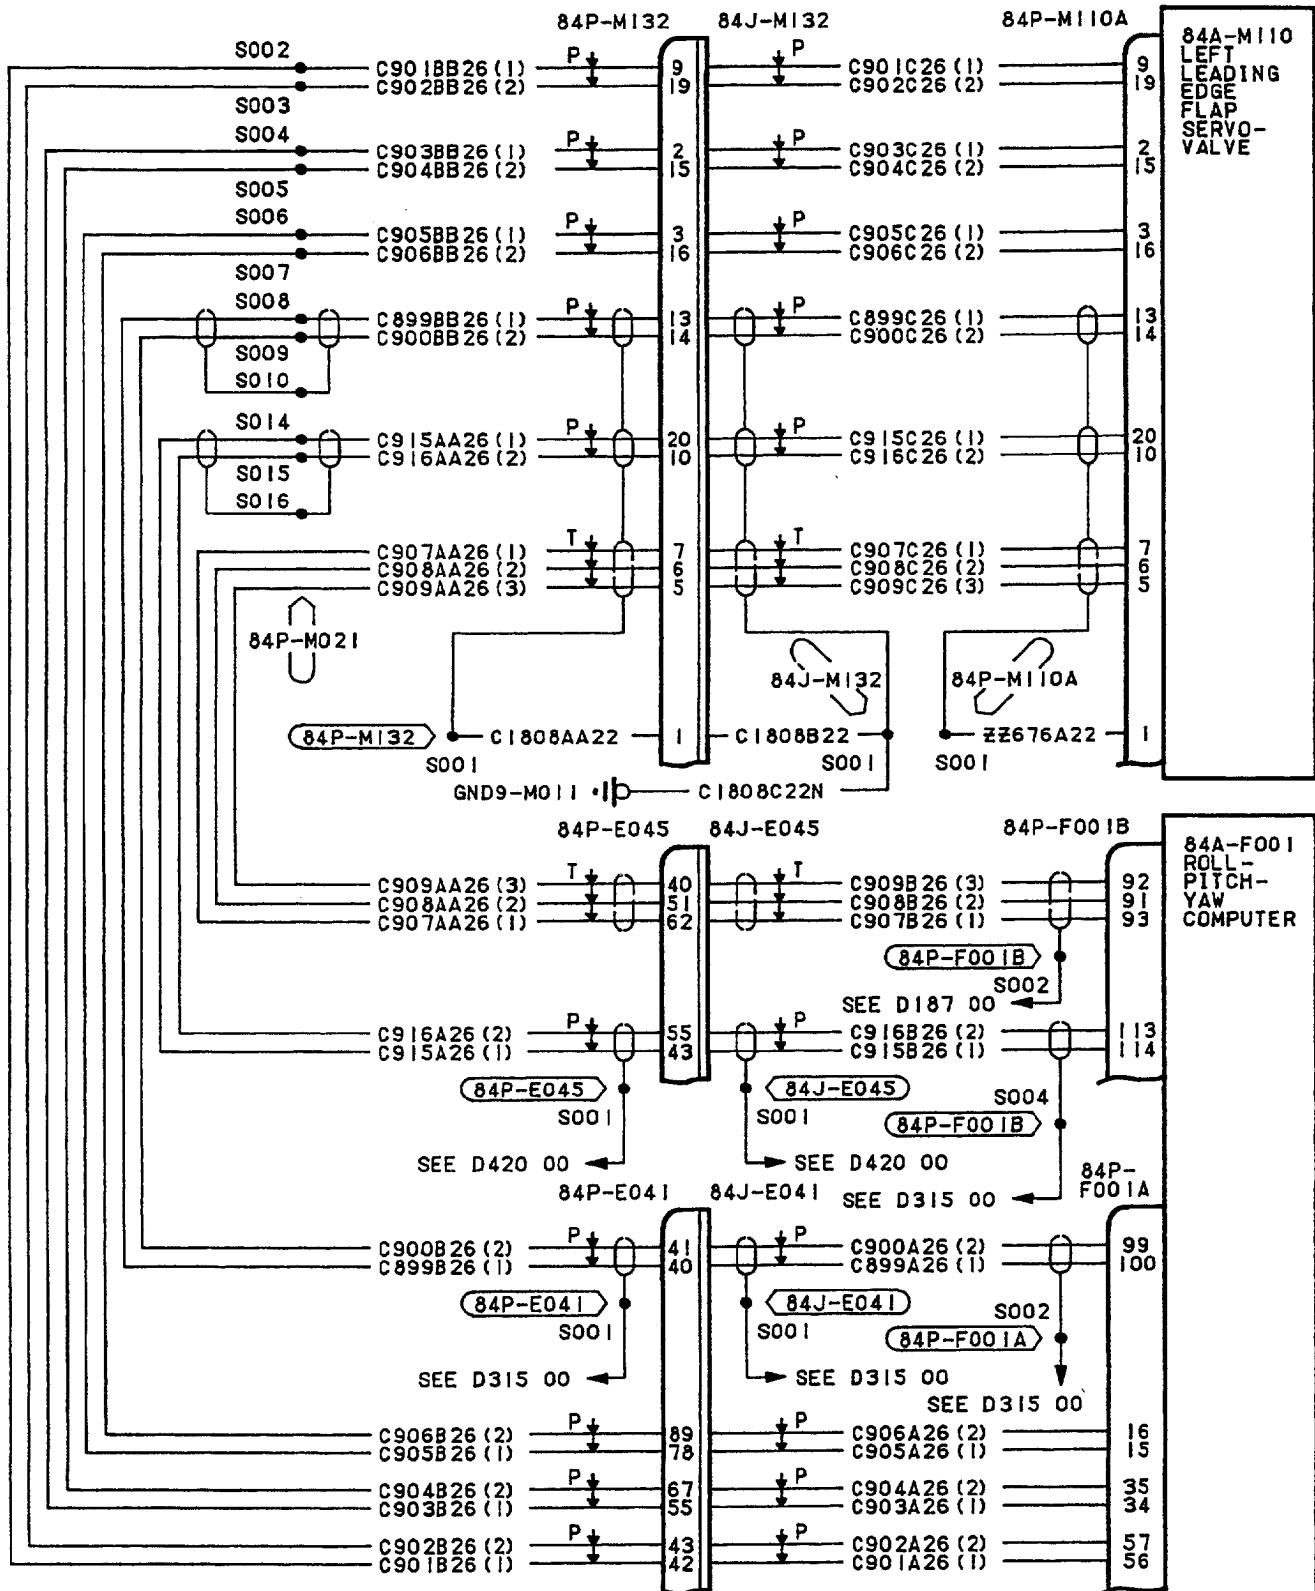 84P-M132 84J-M132 84P-M110A
84A-M110
LEFT
LEADING
EDGE
FLAP
SERVO-
VALVE
S002 C901BB26(1) P 9 P C901C26(1) 9
C902BB26(2) 19 C902C26(2) 19
S003
S004 C903BB26(1) P 2 P C903C26(1) 2
C904BB26(2) 15 C904C26(2) 15
S005
S006 C905BB26(1) P 3 P C905C26(1) 3
C906BB26(2) 16 C906C26(2) 16
S007
S008 C899BB26(1) P 13 P C899C26(1) 13
C900BB26(2) 14 C900C26(2) 14
S009
S010
S014 C915AA26(1) P 20 P C915C26(1) 20
C916AA26(2) 10 C916C26(2) 10
S015
S016
C907AA26(1) T 7 T C907C26(1) 7
C908AA26(2) 6 C908C26(2) 6
C909AA26(3) 5 C909C26(3) 5
84P-M021
84J-M132 84P-M110A
84P-M132 C1808AA22 1 C1808B22 ZZ676A22 1
S001 S001 S001
GND9-M011 C1808C22N
84P-E045 84J-E045 84P-F001B
84A-F001
ROLL-
PITCH-
YAW
COMPUTER
C909AA26(3) T 40 T C909B26(3) 92
C908AA26(2) 51 C908B26(2) 91
C907AA26(1) 62 C907B26(1) 93
84P-F001B
S002
SEE D187 00
C916A26(2) P 55 P C916B26(2) 113
C915A26(1) 43 C915B26(1) 114
84P-E045 84J-E045 S004
S001 S001 84P-F001B
SEE D420 00 SEE D420 00
84P-E041 84J-E041 SEE D315 00
84P-
F001A
C900B26(2) P 41 P C900A26(2) 99
C899B26(1) 40 C899A26(1) 100
84P-E041 84J-E041 S002
S001 S001 84P-F001A
SEE D315 00 SEE D315 00
SEE D315 00
C906B26(2) P 89 P C906A26(2) 16
C905B26(1) 78 C905A26(1) 15
C904B26(2) P 67 P C904A26(2) 35
C903B26(1) 55 C903A26(1) 34
C902B26(2) P 43 P C902A26(2) 57
C901B26(1) 42 C901A26(1) 56